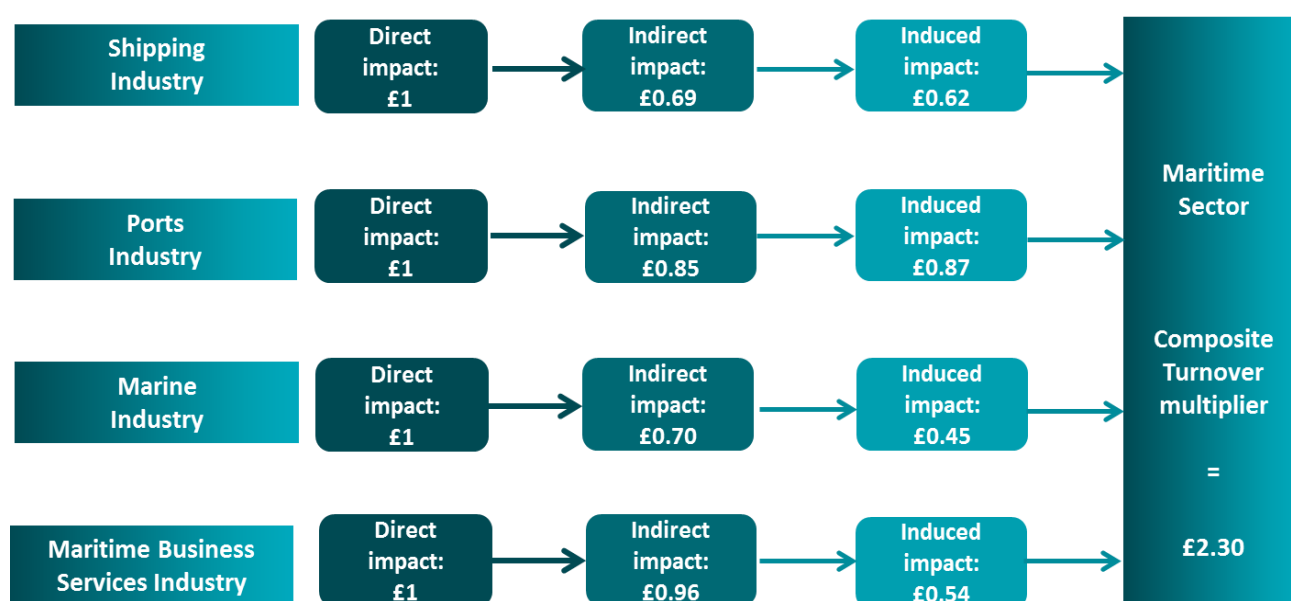 Shipping
Industry
Direct
impact:
£1
Indirect
impact:
£0.69
Induced
impact:
£0.62
Ports
Industry
Direct
impact:
£1
Indirect
impact:
£0.85
Induced
impact:
£0.87
Marine
Industry
Direct
impact:
£1
Indirect
impact:
£0.70
Induced
impact:
£0.45
Maritime Business
Services Industry
Direct
impact:
£1
Indirect
impact:
£0.96
Induced
impact:
£0.54
Maritime
Sector
Composite
Turnover
multiplier
=
£2.30